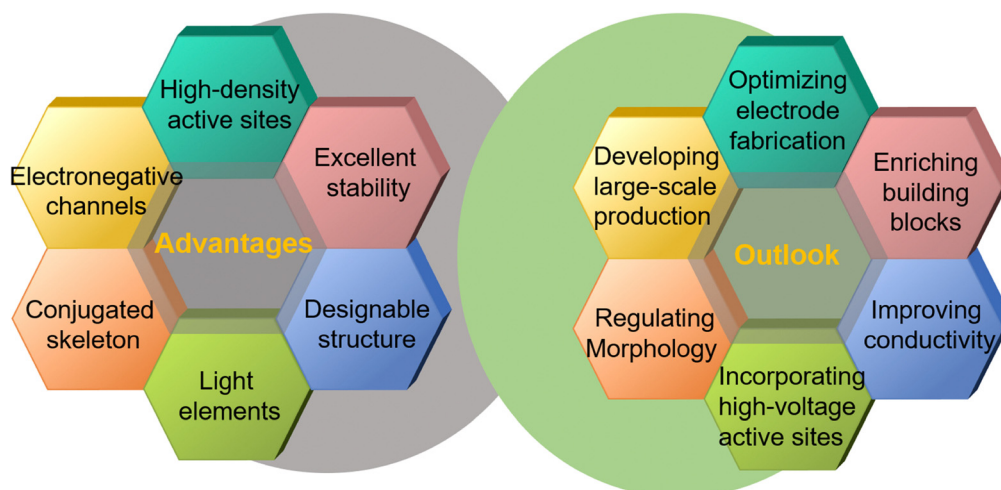 High-density
active sites
Excellent
stability
Electronegative
channels
Advantages
Conjugated
skeleton
Designable
structure
Light
elements
Optimizing
electrode
fabrication
Developing
large-scale
production
Enriching
building
blocks
Outlook
Regulating
Morphology
Improving
conductivity
Incorporating
high-voltage
active sites